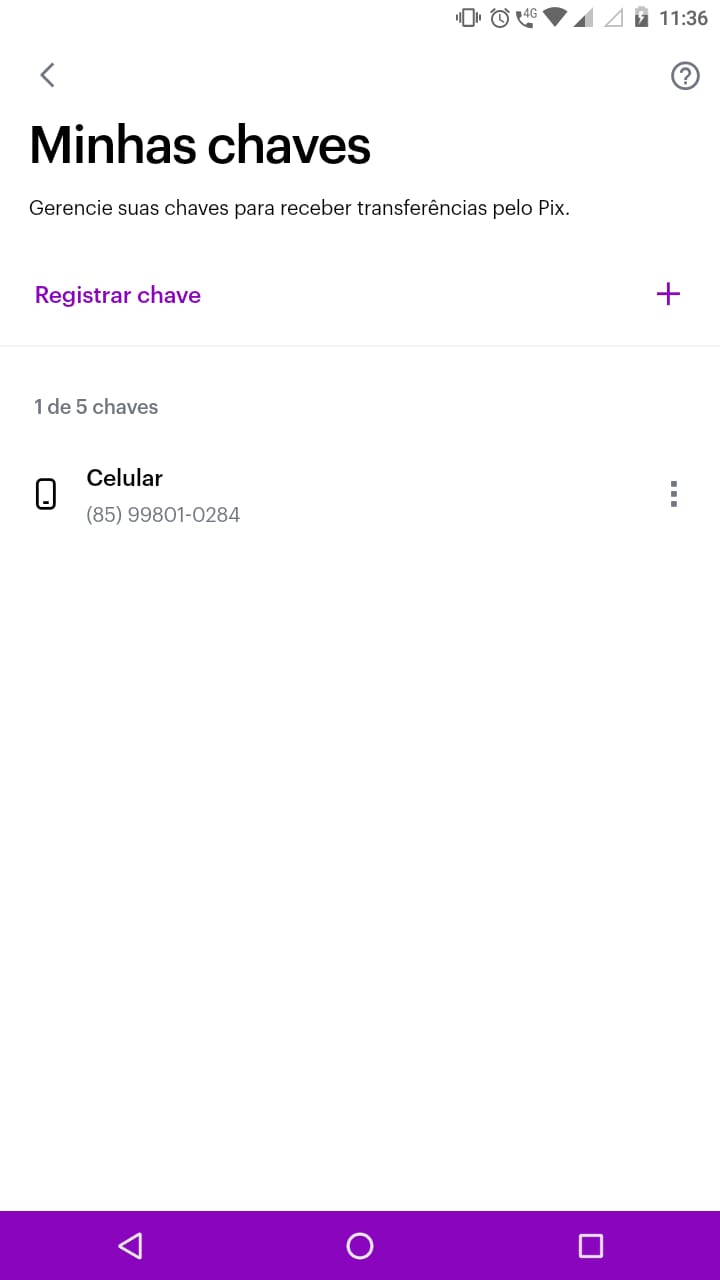 4G 11:36
Minhas chaves
Gerencie suas chaves para receber transferências pelo Pix.
Registrar chave
1 de 5 chaves
Celular
(85) 99801-0284